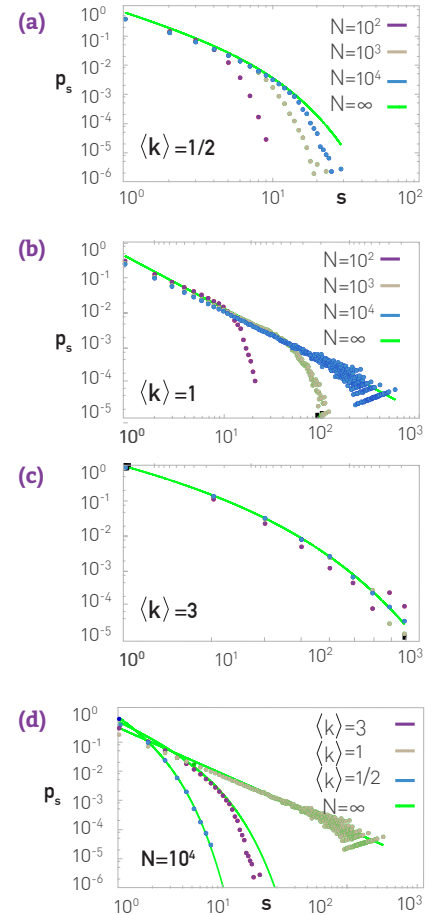 (a)
10⁰
10⁻¹
10⁻²
10⁻³
10⁻⁴
10⁻⁵
10⁻⁶
pₛ
N=10²
N=10³
N=10⁴
N=∞
⟨k⟩=1/2
10⁰ 10¹ s 10²
(b)
10⁰
10⁻¹
10⁻²
10⁻³
10⁻⁴
10⁻⁵
pₛ
N=10²
N=10³
N=10⁴
N=∞
⟨k⟩=1
10⁰ 10¹ 10² 10³
(c)
10⁰
10⁻¹
10⁻²
10⁻³
10⁻⁴
10⁻⁵
⟨k⟩=3
10⁰ 10¹ 10² 10³
(d)
10⁰
10⁻¹
10⁻²
10⁻³
10⁻⁴
10⁻⁵
10⁻⁶
pₛ
⟨k⟩=3
⟨k⟩=1
⟨k⟩=1/2
N=∞
N=10⁴
10⁰ 10¹ s 10² 10³